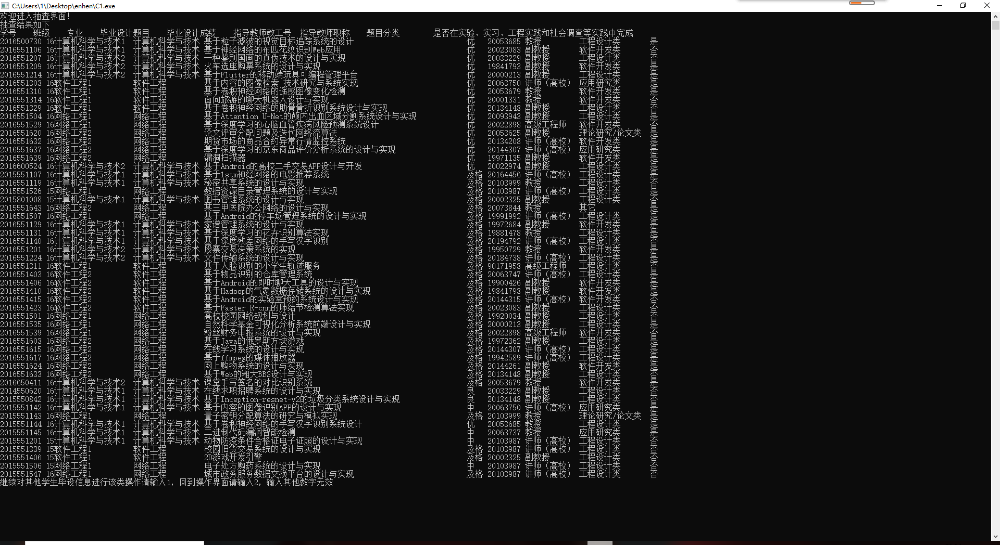 C:\Users\1\Desktop\enhen\C1.exe
欢迎进入抽查界面!
抽查结果如下
学号 班级 专业 毕业设计题目 毕业设计成绩 指导教师教工号 指导教师职称 题目分类 是否在实验、实习、工程实践和社会调查等实践中完成
2016500730 16计算机科学与技术1 计算机科学与技术 基于粒子滤波的视觉目标追踪系统的设计 优 20053685 教授 工程设计类 是
2016551106 16计算机科学与技术1 计算机科学与技术 基于神经网络的布匹花纹识别Web应用 优 20023083 副教授 软件开发类 否
2016551207 16计算机科学与技术2 计算机科学与技术 一种鉴别国画的真伪技术的设计与实现 优 20033229 副教授 工程设计类 否
2016551209 16计算机科学与技术2 计算机科学与技术 火车选座购票系统的设计与实现 优 19841793 副教授 软件开发类 是
2016551214 16计算机科学与技术2 计算机科学与技术 基于Flutter的移动端玩具可编程管理平台 优 20000213 副教授 工程设计类 是
2016551303 16软件工程1 软件工程 基于内容的图像检索 技术研究与系统实现 优 20063750 讲师（高校） 应用研究类 是
2016551310 16软件工程1 软件工程 基于卷积神经网络的遥感图像变化检测 优 20053679 教授 软件开发类 是
2016551314 16软件工程1 软件工程 面向旅游的聊天机器人设计与实现 优 20001331 教授 软件开发类 否
2016551329 16软件工程1 软件工程 基于卷积神经网络的肋骨骨折识别系统设计与实现 优 20134148 副教授 工程设计类 否
2016551504 16网络工程1 网络工程 基于Attention U-Net的颅内出血区域分割系统设计与实现 优 20093943 副教授 工程设计类 是
2016551529 16网络工程1 网络工程 基于深度学习的心脑血管疾病风险预测系统设计 优 20022898 高级工程师 软件开发类 否
2016551620 16网络工程2 网络工程 论文评审分配问题及迭代网络流算法 优 20053625 副教授 理论研究/论文类 是
2016551632 16网络工程2 网络工程 期货市场的商品合约异常行情监控系统 优 20134208 讲师（高校） 软件开发类 是
2016551637 16网络工程2 网络工程 基于深度学习的京东商品评价分析系统的设计与实现 优 20144307 讲师（高校） 应用研究类 是
2016551639 16网络工程2 网络工程 漏洞扫描器 优 19971135 副教授 软件开发类 是
2016600524 16计算机科学与技术2 计算机科学与技术 基于Android的高校二手交易APP设计与开发 优 20022974 副教授 工程设计类 是
2015551107 16计算机科学与技术1 计算机科学与技术 基于lstm神经网络的电影推荐系统 及格 20164456 讲师（高校） 工程设计类 是
2016551119 16计算机科学与技术1 计算机科学与技术 秘密共享系统的设计与实现 及格 20103999 教授 工程设计类 否
2015551526 15网络工程1 网络工程 数据资源目录管理系统的设计与实现 及格 20103987 讲师（高校） 工程设计类 是
2015801008 15计算机科学与技术1 计算机科学与技术 图书管理系统的设计与实现 及格 20002325 副教授 工程设计类 否
2015551643 16网络工程2 网络工程 某三甲医院办公网络的设计与实现 及格 20073844 教授 其它 是
2016551507 16网络工程1 网络工程 基于Android的停车场管理系统的设计与实现 及格 19991992 讲师（高校） 工程设计类 是
2016551129 16计算机科学与技术1 计算机科学与技术 家谱管理系统的设计与实现 及格 19972684 副教授 软件开发类 是
2016551131 16计算机科学与技术1 计算机科学与技术 基于深度学习的花卉识别算法实现 及格 19881478 教授 工程设计类 是
2016551140 16计算机科学与技术1 计算机科学与技术 基于深度残差网络的手写汉字识别 及格 20194792 讲师（高校） 工程设计类 否
2016551201 16计算机科学与技术2 计算机科学与技术 股票交易决策系统的实现 及格 19950729 教授 软件开发类 是
2016551224 16计算机科学与技术2 计算机科学与技术 文件传输系统的设计与实现 及格 20184738 讲师（高校） 工程设计类 是
2016551311 16软件工程1 软件工程 基于人脸识别的小学生轨迹服务 及格 90171958 高级工程师 工程设计类 否
2016551403 16软件工程2 软件工程 基于物品识别的仓库管理系统 及格 20063747 讲师（高校） 工程设计类 是
2016551406 16软件工程2 软件工程 基于Android的即时聊天工具的设计与实现 及格 19900426 副教授 软件开发类 是
2016551410 16软件工程2 软件工程 基于Hadoop的气象数据存储系统的设计与实现 及格 19841793 副教授 软件开发类 是
2016551415 16软件工程2 软件工程 基于Android的实验室预约系统设计与实现 及格 20144315 讲师（高校） 软件开发类 否
2016551423 16软件工程2 软件工程 基于Faster R-cnn的肺结节检测算法实现 及格 20023083 副教授 工程设计类 否
2016551501 16网络工程1 网络工程 高校校园网络规划与设计 及格 19920034 副教授 工程设计类 否
2016551535 16网络工程1 网络工程 自然科学基金可视化分析系统前端设计与实现 及格 20000213 副教授 工程设计类 是
2016551539 16网络工程1 网络工程 粉丝财务申报系统的设计与实现 及格 20022898 高级工程师 软件开发类 否
2016551603 16网络工程2 网络工程 基于Java的俄罗斯方块游戏 及格 19972362 副教授 工程设计类 是
2016551615 16网络工程2 网络工程 在线学习系统的设计与实现 及格 20144307 讲师（高校） 工程设计类 是
2016551617 16网络工程2 网络工程 基于ffmpeg的媒体播放器 及格 19942589 讲师（高校） 工程设计类 是
2016551624 16网络工程2 网络工程 网上购物系统的设计与实现 及格 20144261 副教授 软件开发类 是
2016551633 16网络工程2 网络工程 基于Web的湘大BBS设计与实现 及格 20134148 副教授 工程设计类 否
2016650411 16计算机科学与技术2 计算机科学与技术 课堂手写签名的对比识别系统 及格 20053679 教授 软件开发类 是
2014550620 16计算机科学与技术1 计算机科学与技术 在线求职招聘系统的设计与实现 良 20033229 副教授 工程设计类 否
2015550842 16计算机科学与技术1 计算机科学与技术 基于Inception-resnet-v2的垃圾分类系统设计与实现 良 20134148 副教授 工程设计类 否
2015551142 16计算机科学与技术1 计算机科学与技术 基于内容的图像识别APP的设计与实现 中 20063750 讲师（高校） 应用研究类 是
2015551143 16网络工程1 网络工程 量子密钥分配算法的研究与模拟实现 及格 20103999 教授 理论研究/论文类 是
2015551144 16计算机科学与技术1 计算机科学与技术 基于卷积神经网络的手写汉字识别系统设计 优 20053685 教授 工程设计类 是
2015551145 16计算机科学与技术1 计算机科学与技术 二进制代码漏洞智能检测 中 20063737 教授 应用研究类 是
2015551201 15计算机科学与技术1 计算机科学与技术 动物防疫条件合格证电子证照的设计与实现 中 20103987 讲师（高校） 工程设计类 是
2015551339 15软件工程1 软件工程 校园旧货交易系统的设计与实现 及格 20103987 讲师（高校） 工程设计类 否
2015551406 15软件工程1 软件工程 2D游戏开发引擎 及格 20002325 副教授 工程设计类 否
2015551506 15网络工程1 网络工程 电子处方购药系统的设计与实现 中 20103987 讲师（高校） 工程设计类 否
2015551547 16网络工程1 网络工程 城市政务服务数据交换平台的设计与实现 及格 20103987 讲师（高校） 工程设计类 否
继续对其他学生毕设信息进行该类操作请输入1，回到操作界面请输入2，输入其他数字无效